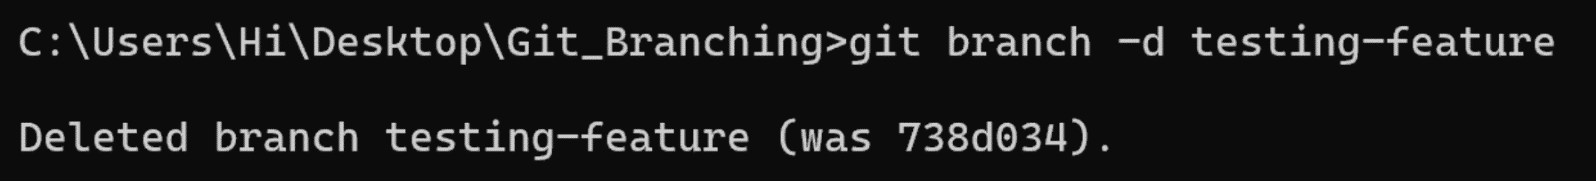 C:\Users\Hi\Desktop\Git_Branching>git branch -d testing-feature
Deleted branch testing-feature (was 738d034).